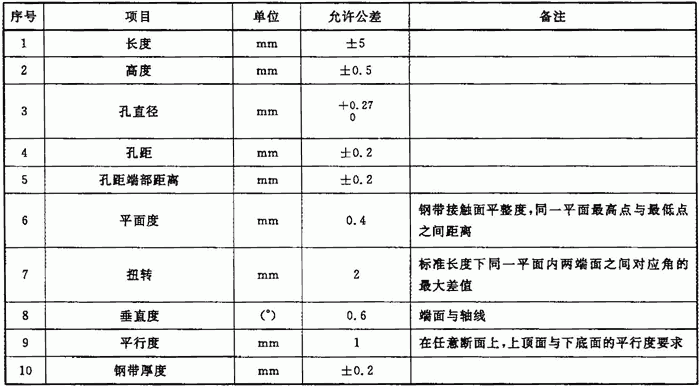 序号 项目 单位 允许公差 备注
1 长度 mm ±5
2 高度 mm ±0.5
3 孔直径 mm +0.27
0
4 孔距 mm ±0.2
5 孔距端部距离 mm ±0.2
6 平面度 mm 0.4 钢带接触面平整度,同一平面最高点与最低点
之间距离
7 扭转 mm 2 标准长度下同一平面内两端面之间对应角的
最大差值
8 垂直度 (°) 0.6 端面与轴线
9 平行度 mm 1 在任意断面上,上顶面与下底面的平行度要求
10 钢带厚度 mm ±0.2